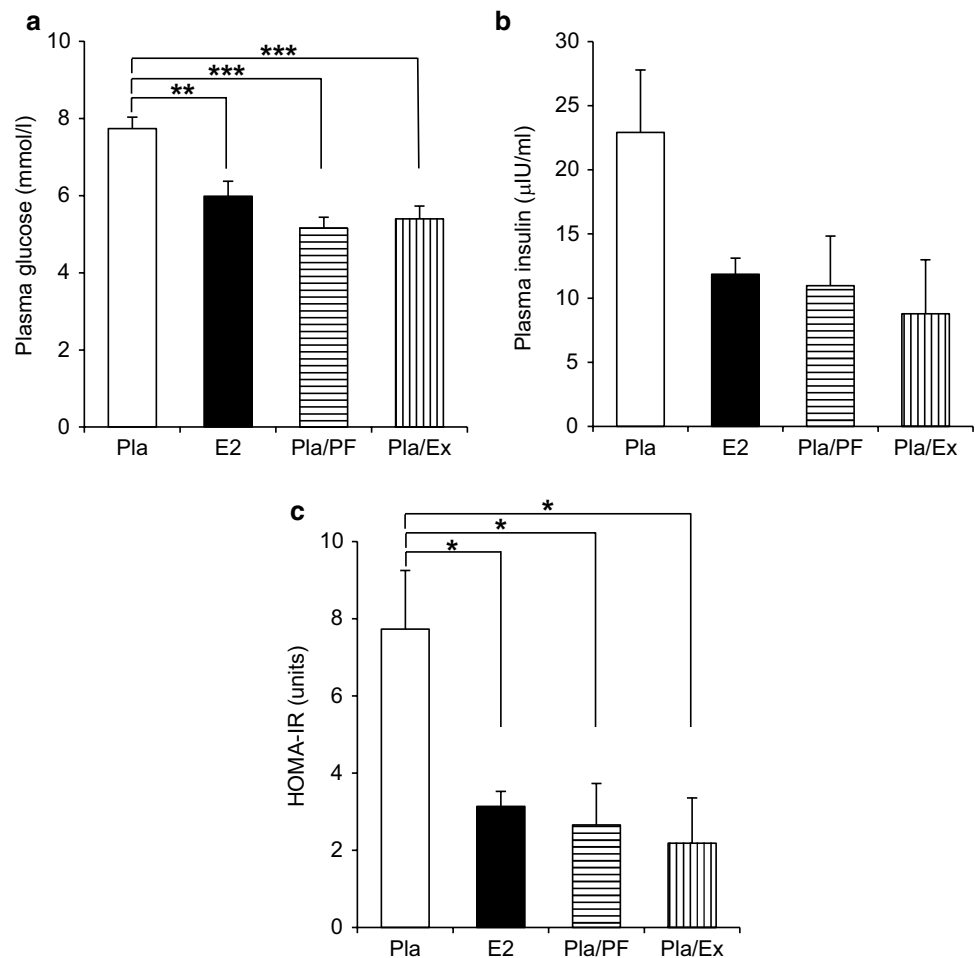 a
Plasma glucose (mmol/l)
10
8
6
4
2
0
***
***
**
Pla E2 Pla/PF Pla/Ex
b
Plasma insulin (µIU/ml)
30
25
20
15
10
5
0
Pla E2 Pla/PF Pla/Ex
c
HOMA-IR (units)
10
8
6
4
2
0
*
*
*
Pla E2 Pla/PF Pla/Ex